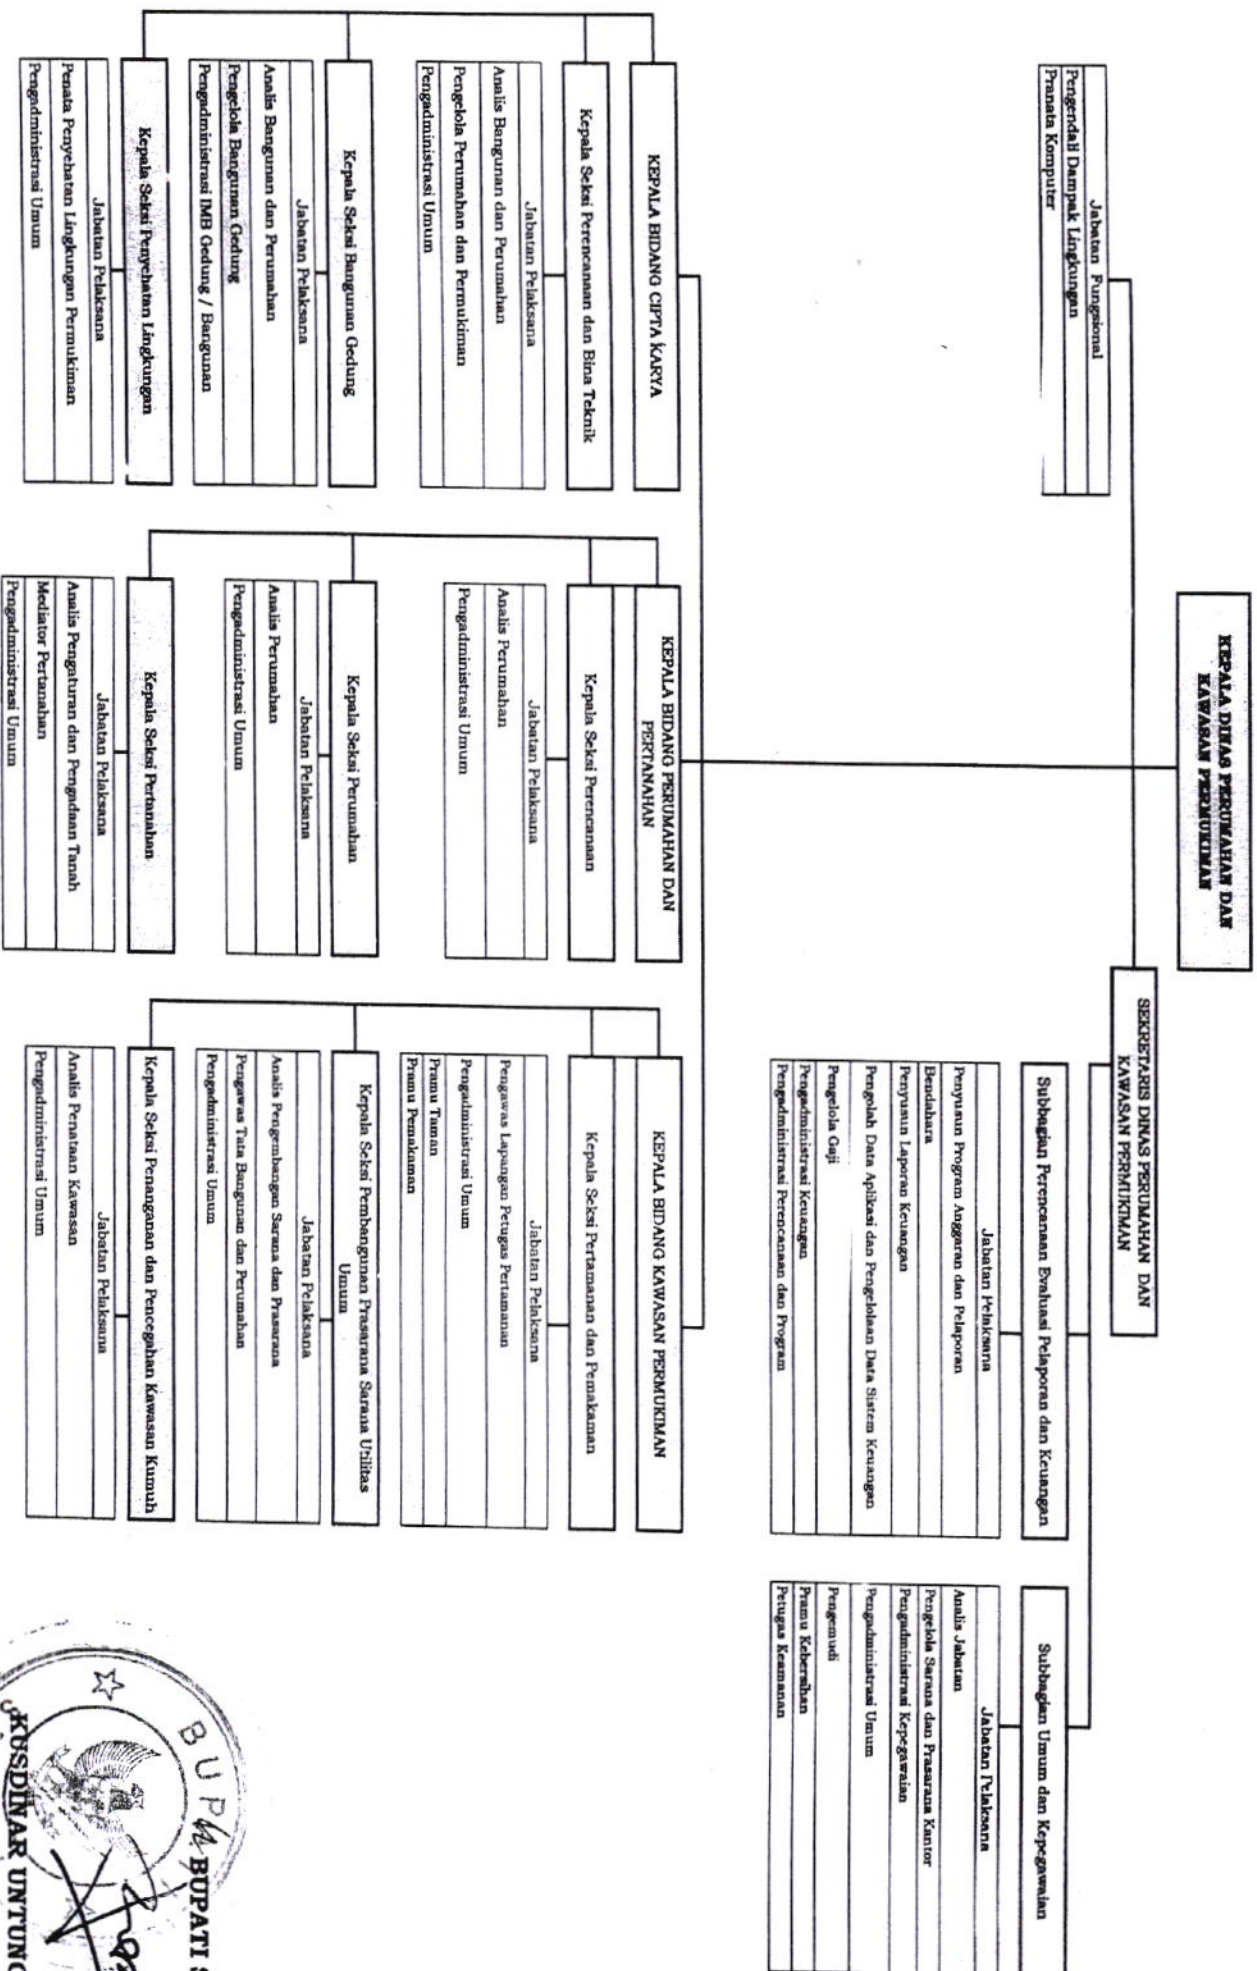 KEPALA DINAS PERUMAHAN DAN
KAWASAN PERMUKIMAN
SEKRETARIS DINAS PERUMAHAN DAN
KAWASAN PERMUKIMAN
Jabatan Fungsional
Pengendali Dampak Lingkungan
Pranata Komputer
Subbagian Perencanaan Evaluasi Pelaporan dan Keuangan
Jabatan Pelaksana
Penyusun Program Anggaran dan Pelaporan
Bendahara
Penyusun Laporan Keuangan
Pengolah Data Aplikasi dan Pengelolaan Data Sistem Keuangan
Pengelola Gaji
Pengadministrasi Keuangan
Pengadministrasi Perencanaan dan Program
Subbagian Umum dan Kepegawaian
Jabatan Pelaksana
Analis Jabatan
Pengelola Sarana dan Prasarana Kantor
Pengadministrasi Kepegawaian
Pengadministrasi Umum
Pengemudi
Pramu Kebersihan
Petugas Keamanan
KEPALA BIDANG CIPTA KARYA
Kepala Seksi Perencanaan dan Bina Teknik
Jabatan Pelaksana
Analis Bangunan dan Perumahan
Pengelola Perumahan dan Permukiman
Pengadministrasi Umum
Kepala Seksi Bangunan Gedung
Jabatan Pelaksana
Analis Bangunan dan Perumahan
Pengelola Bangunan Gedung
Pengadministrasi IMB Gedung / Bangunan
Kepala Seksi Penyehatan Lingkungan
Jabatan Pelaksana
Penata Penyehatan Lingkungan Permukiman
Pengadministrasi Umum
KEPALA BIDANG PERUMAHAN DAN
PERTANAHAN
Kepala Seksi Perencanaan
Jabatan Pelaksana
Analis Perumahan
Pengadministrasi Umum
Kepala Seksi Perumahan
Jabatan Pelaksana
Analis Perumahan
Pengadministrasi Umum
Kepala Seksi Pertanahan
Jabatan Pelaksana
Analis Pengaturan dan Pengadaan Tanah
Mediator Pertanahan
Pengadministrasi Umum
KEPALA BIDANG KAWASAN PERMUKIMAN
Kepala Seksi Pertamanan dan Pemakaman
Jabatan Pelaksana
Pengawas Lapangan Petugas Pertamanan
Pengadministrasi Umum
Pramu Taman
Pramu Pemakaman
Kepala Seksi Pembangunan Prasarana Sarana Utilitas
Umum
Jabatan Pelaksana
Analis Pengembangan Sarana dan Prasarana
Pengawas Tata Bangunan dan Perumahan
Pengadministrasi Umum
Kepala Seksi Penanganan dan Pencegahan Kawasan Kumuh
Jabatan Pelaksana
Analis Penataan Kawasan
Pengadministrasi Umum
BUPATI
KUSDINAR UNTUNG